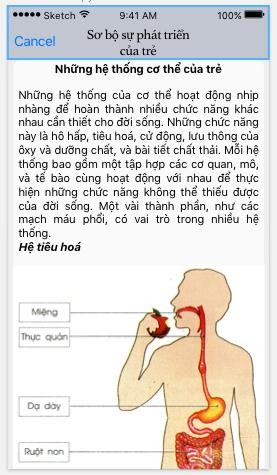 Sketch 9:41 AM 100%
Cancel
Sơ bộ sự phát triển
của trẻ
Những hệ thống cơ thể của trẻ
Những hệ thống của cơ thể hoạt động nhịp
nhàng để hoàn thành nhiều chức năng khác
nhau cần thiết cho đời sống. Những chức năng
này là hô hấp, tiêu hoá, cử động, lưu thông của
ôxy và dưỡng chất, và bài tiết chất thải. Mỗi hệ
thống bao gồm một tập hợp các cơ quan, mô,
và tế bào cùng hoạt động với nhau để thực
hiện những chức năng không thể thiếu được
của đời sống. Một vài thành phần, như các
mạch máu phổi, có vai trò trong nhiều hệ
thống.
Hệ tiêu hoá
Miệng
Thực quản
Dạ dày
Ruột non